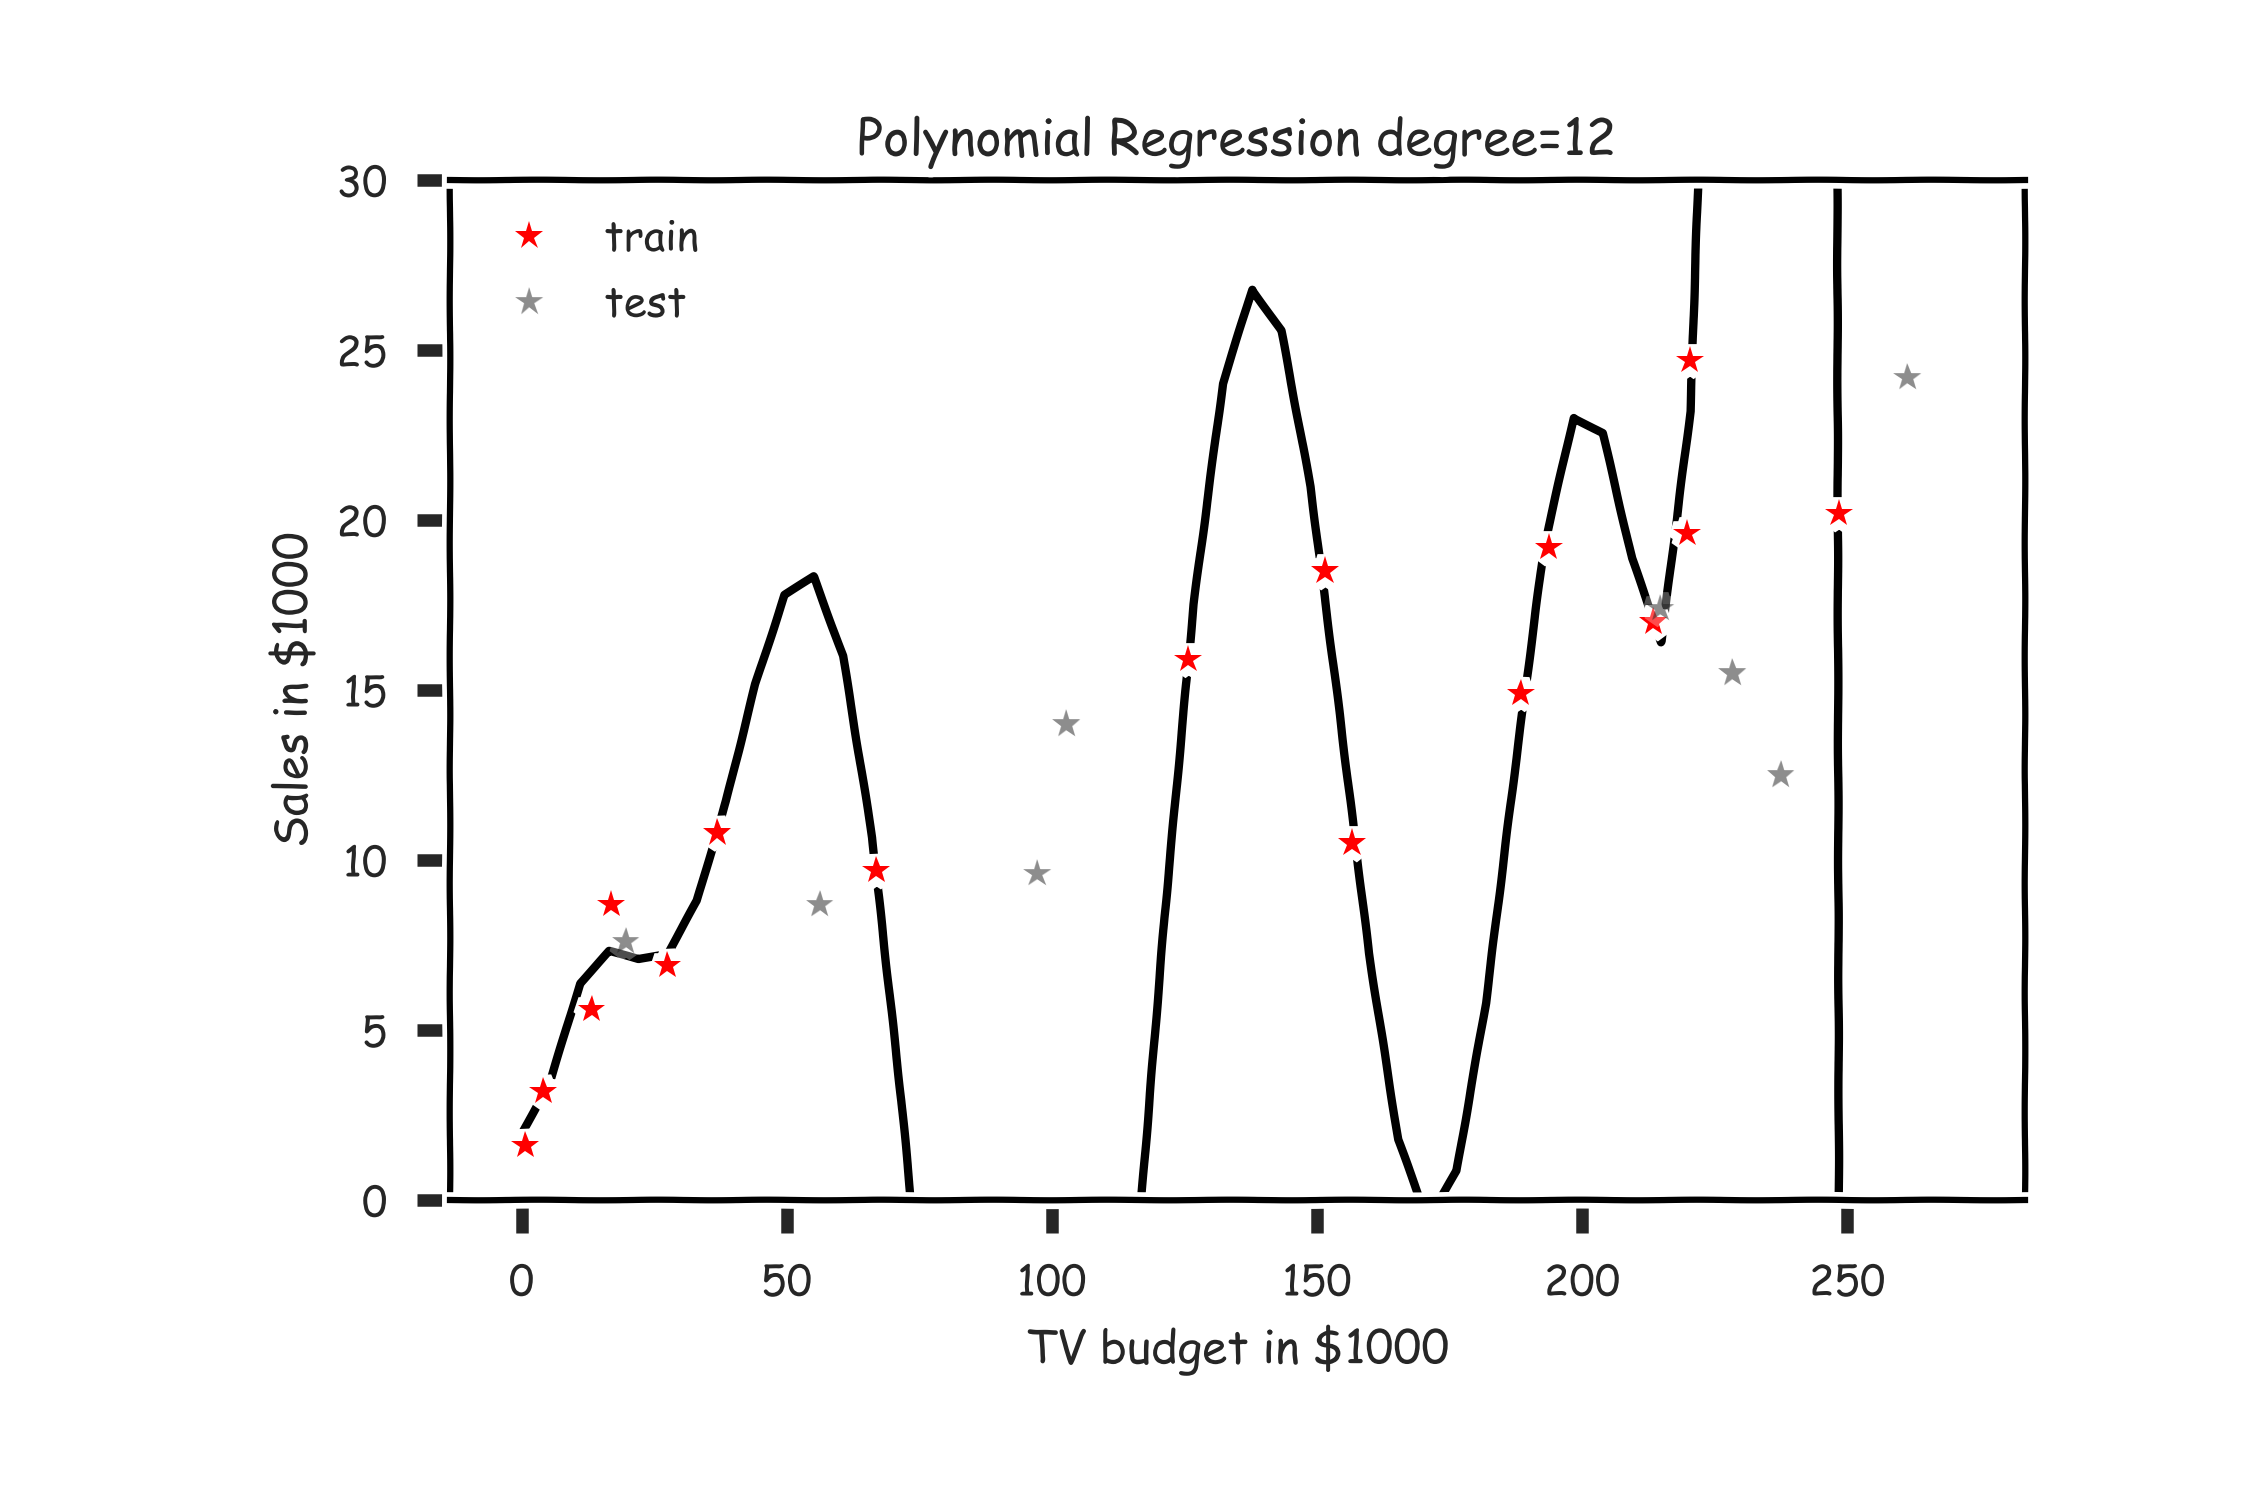 Polynomial Regression degree=12
30
25
20
15
10
5
0
train
test
Sales in $1000
0 50 100 150 200 250
TV budget in $1000